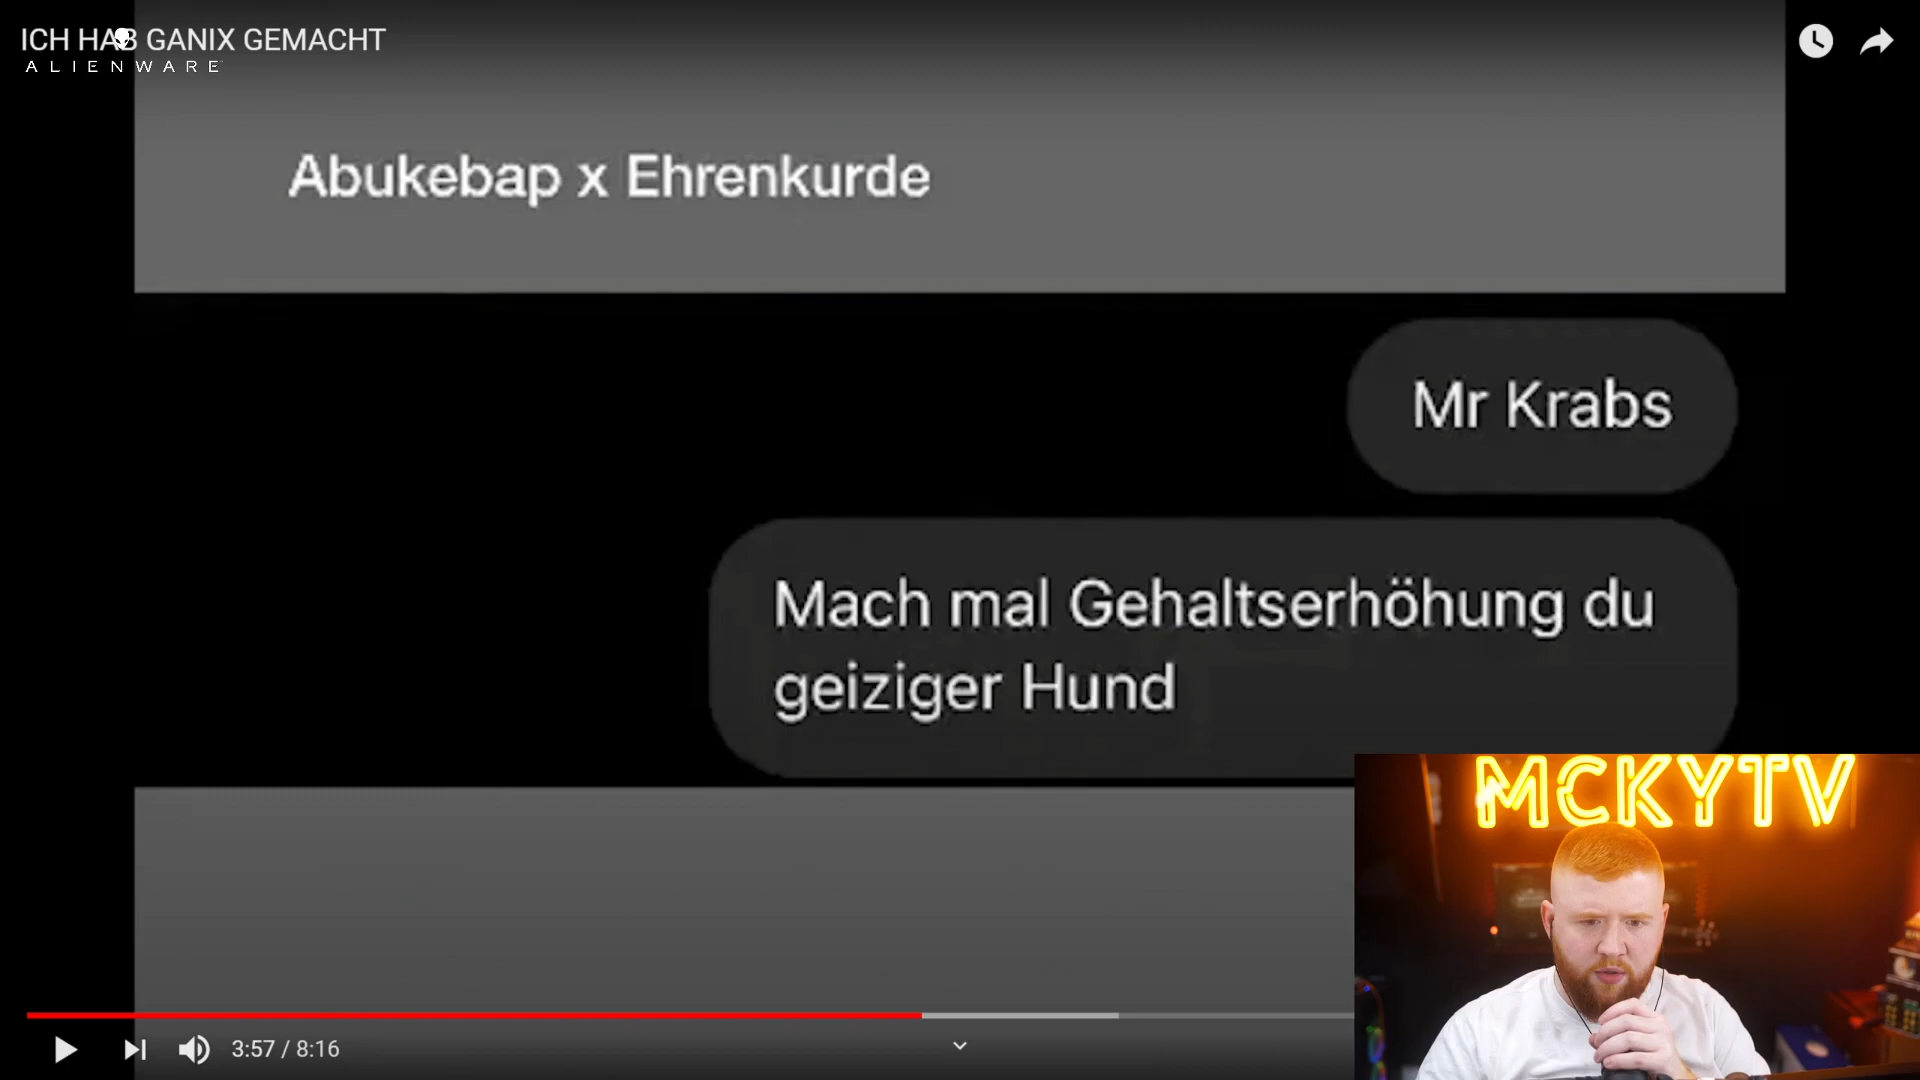 ICH HAB GANIX GEMACHT
ALIENWARE
Abukebap x Ehrenkurde
Mr Krabs
Mach mal Gehaltserhöhung du
geiziger Hund
MCKYTV
3:57 / 8:16